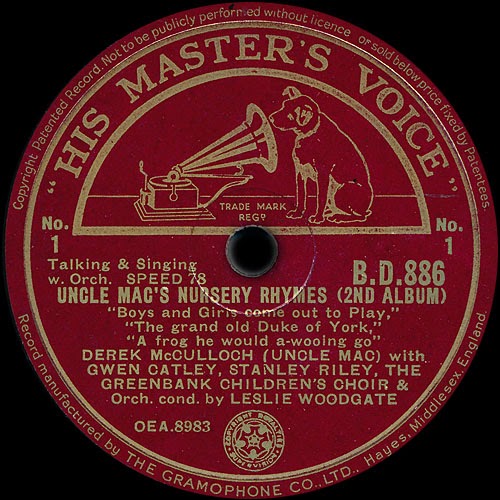 Copyright Patented Record. Not to be publicly performed without licence or sold below price fixed by Patentees.
"HIS MASTER'S VOICE"
TRADE MARK
REGD
No.
1
No.
1
Talking & Singing
w. Orch. SPEED 78
B.D.886
UNCLE MAC'S NURSERY RHYMES (2ND ALBUM)
"Boys and Girls come out to Play,"
"The grand old Duke of York,"
"A frog he would a-wooing go"
DEREK McCULLOCH (UNCLE MAC) with
GWEN CATLEY, STANLEY RILEY, THE
GREENBANK CHILDREN'S CHOIR &
Orch. cond. by LESLIE WOODGATE
OEA.8983
COPYRIGHT ROYALTIES
SUPERVISION
Record manufactured by THE GRAMOPHONE CO., LTD., Hayes, Middlesex, England.